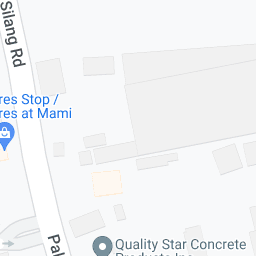 Silang Rd
res Stop /
res at Mami
Pal
Quality Star Concrete
Products Inc